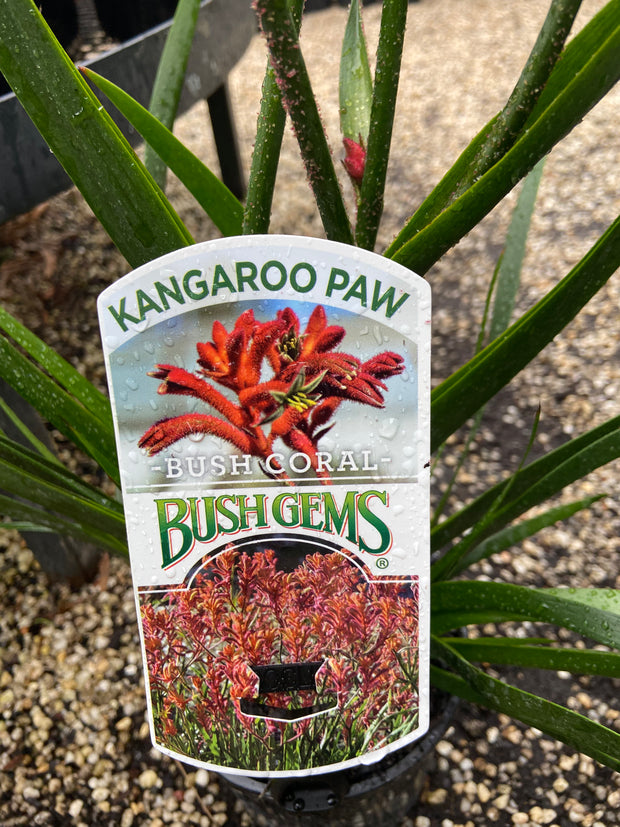 KANGAROO PAW
-BUSH CORAL-
BUSH GEMS
®